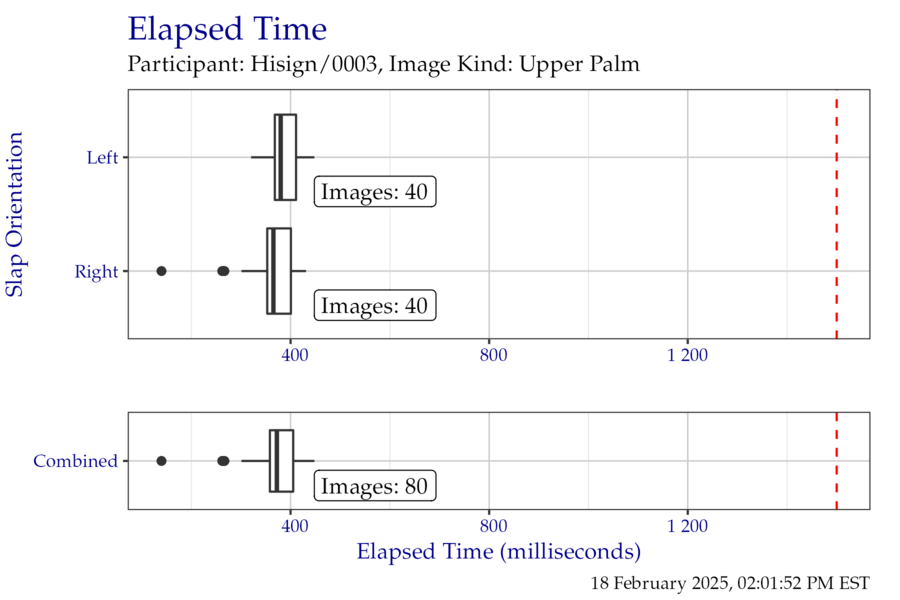 Elapsed Time
Participant: Hisign/0003, Image Kind: Upper Palm
Slap Orientation
Left
Images: 40
Right
Images: 40
400 800 1 200
Combined
Images: 80
400 800 1 200
Elapsed Time (milliseconds)
18 February 2025, 02:01:52 PM EST